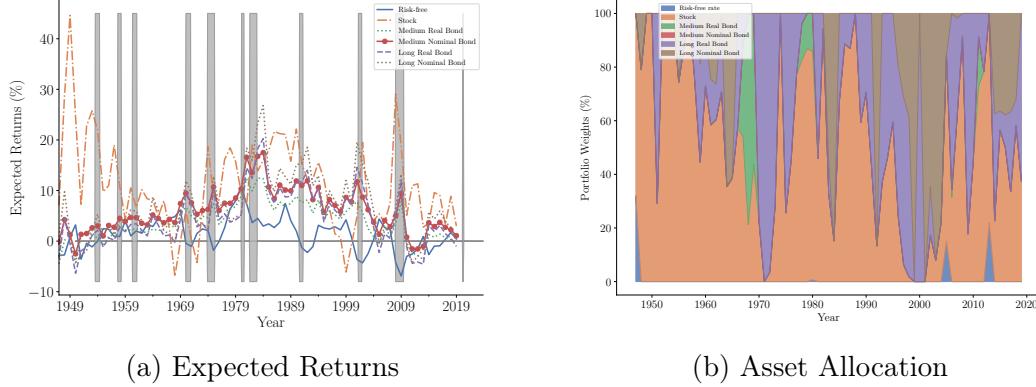 Expected Returns (%)
40
30
20
10
0
−10
Risk-free
Stock
Medium Real Bond
Medium Nominal Bond
Long Real Bond
Long Nominal Bond
1949 1959 1969 1979 1989 1999 2009 2019
Year
(a) Expected Returns
Portfolio Weights (%)
100
80
60
40
20
0
Risk-free rate
Stock
Medium Real Bond
Medium Nominal Bond
Long Real Bond
Long Nominal Bond
1950 1960 1970 1980 1990 2000 2010 2020
Year
(b) Asset Allocation